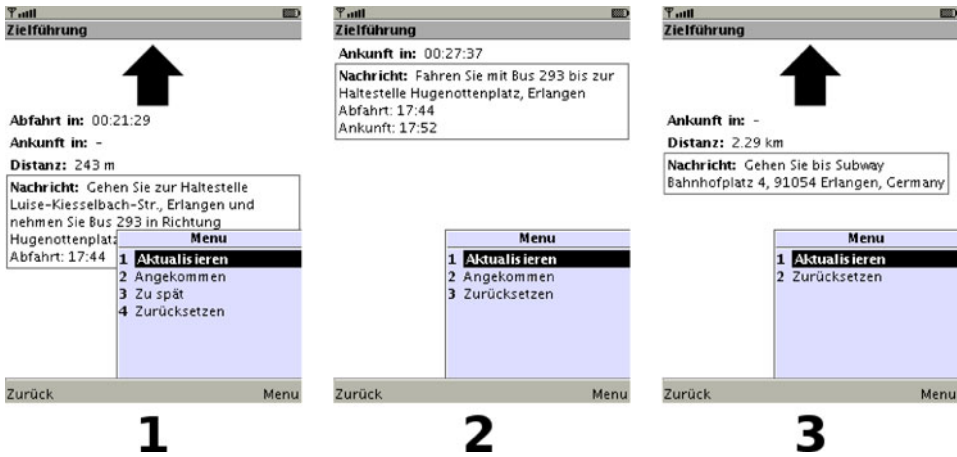 Zielführung
Abfahrt in: 00:21:29
Ankunft in: -
Distanz: 243 m
Nachricht: Gehen Sie zur Haltestelle
Luise-Kiesselbach-Str., Erlangen und
nehmen Sie Bus 293 in Richtung
Hugenottenplatz
Abfahrt: 17:44
Menu
1 Aktualisieren
2 Angekommen
3 Zu spät
4 Zurücksetzen
Zurück Menu
1
Zielführung
Ankunft in: 00:27:37
Nachricht: Fahren Sie mit Bus 293 bis zur
Haltestelle Hugenottenplatz, Erlangen
Abfahrt: 17:44
Ankunft: 17:52
Menu
1 Aktualisieren
2 Angekommen
3 Zurücksetzen
Zurück Menu
2
Zielführung
Ankunft in: -
Distanz: 2.29 km
Nachricht: Gehen Sie bis Subway
Bahnhofplatz 4, 91054 Erlangen, Germany
Menu
1 Aktualisieren
2 Zurücksetzen
Zurück Menu
3